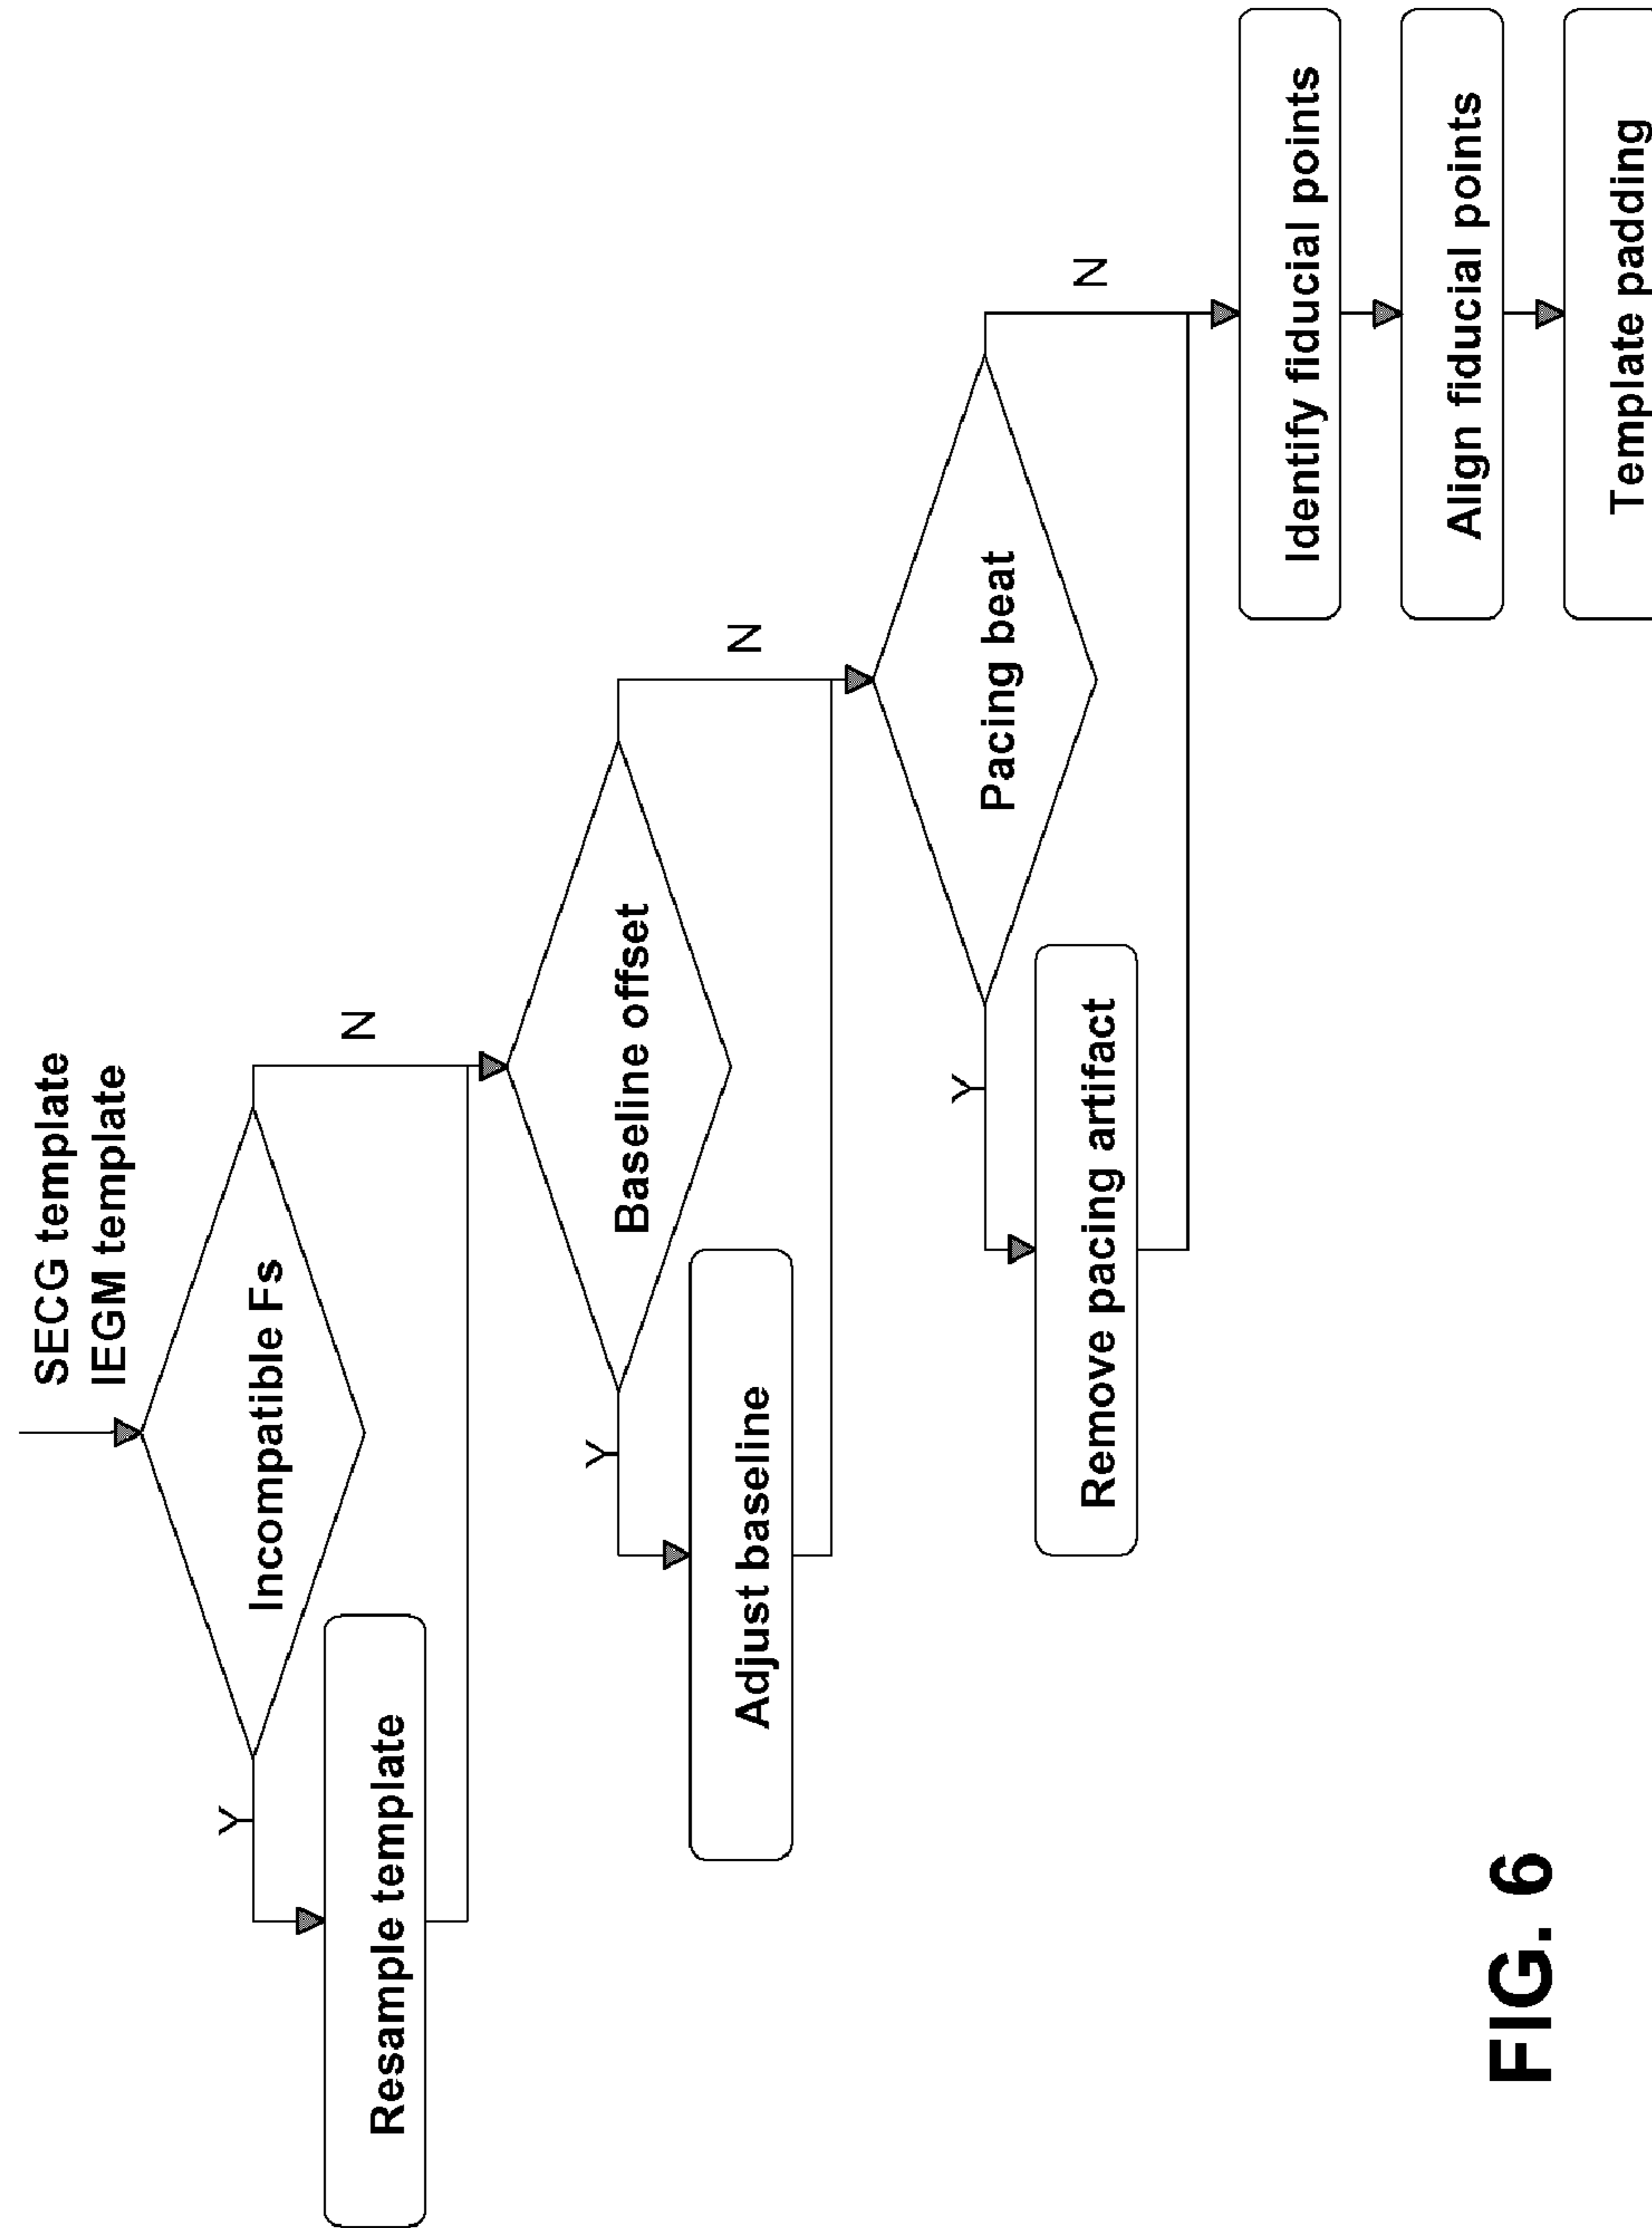 SECG template
IEGM template
Incompatible Fs
Y
N
Resample template
Baseline offset
Y
N
Adjust baseline
Pacing beat
Y
N
Remove pacing artifact
Identify fiducial points
Align fiducial points
Template padding
FIG. 6